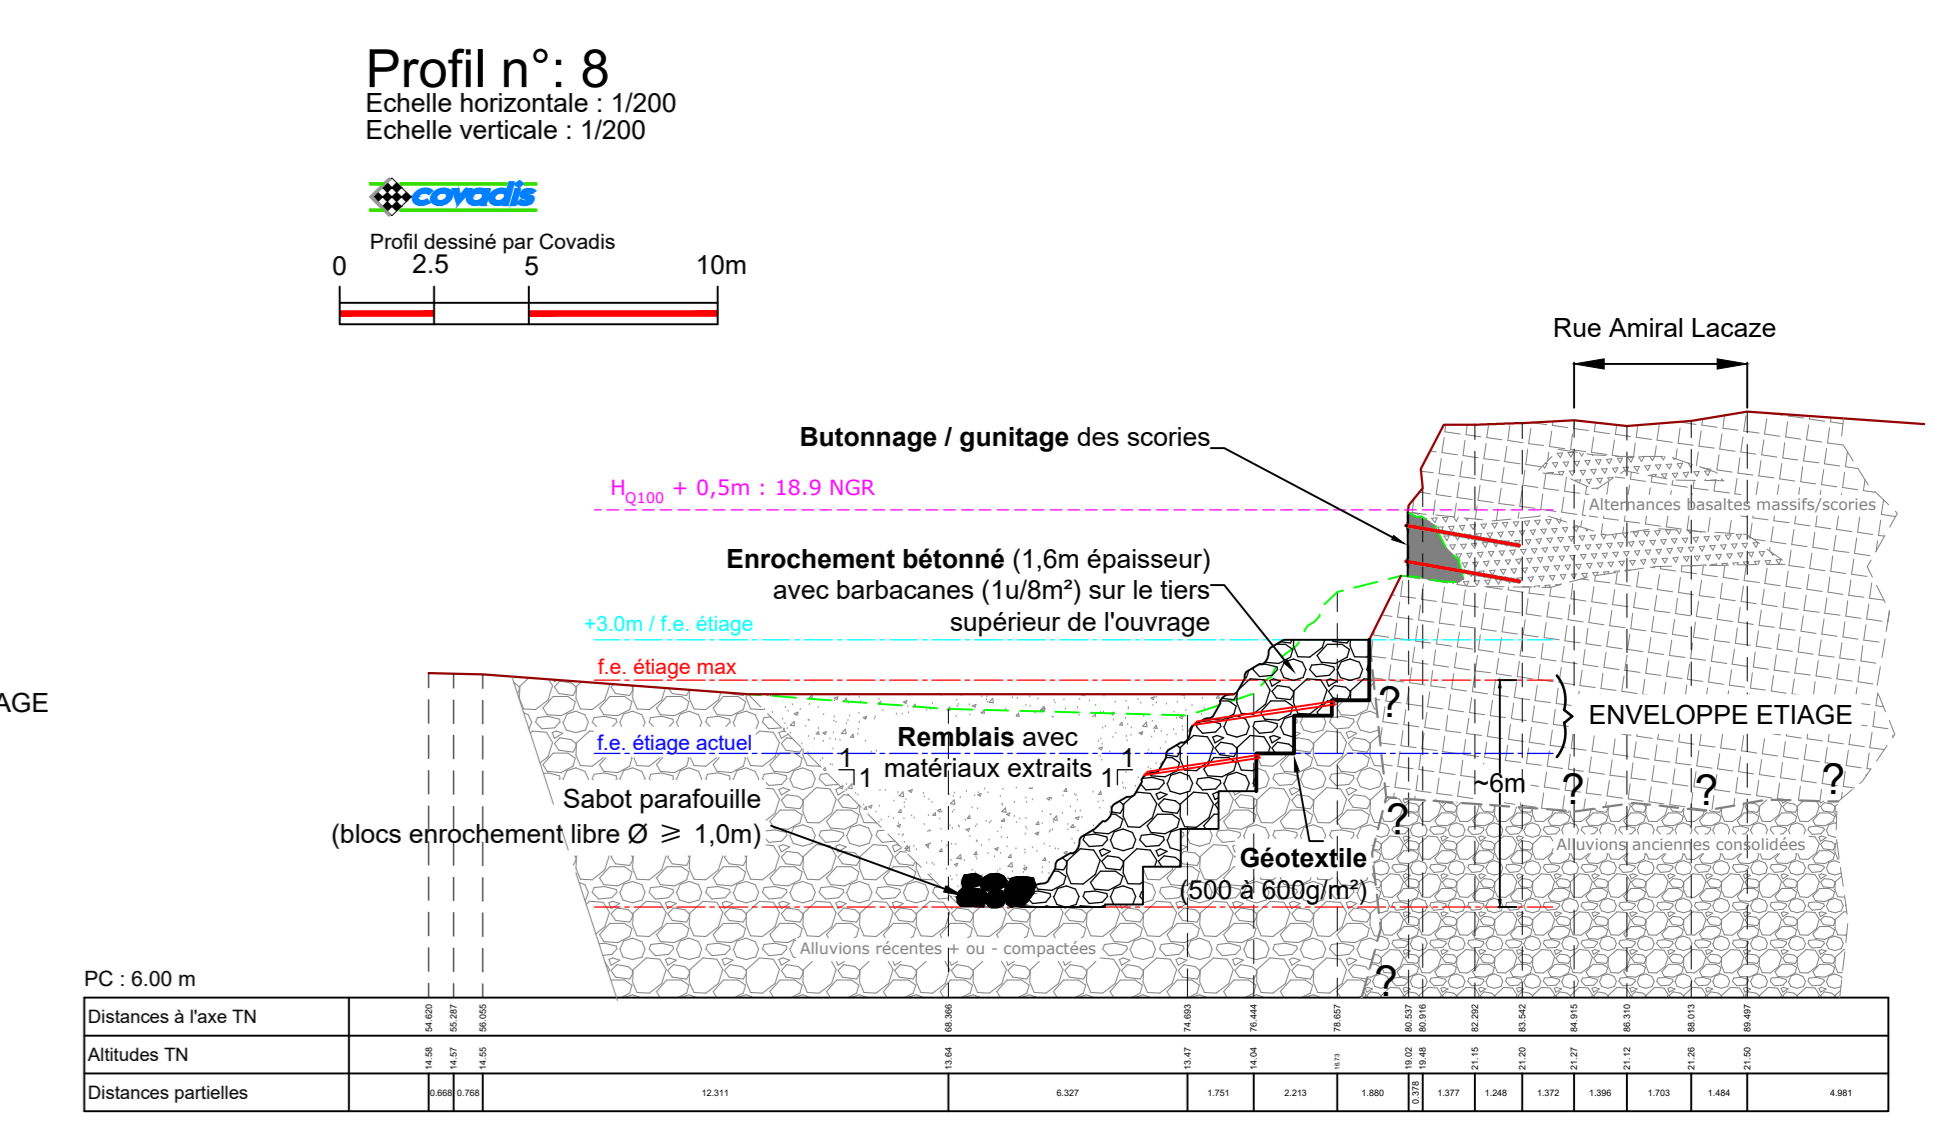 Profil n°: 8
Echelle horizontale : 1/200
Echelle verticale : 1/200
covadis
Profil dessiné par Covadis
0 2.5 5 10m
Rue Amiral Lacaze
Butonnage / gunitage des scories
HQ100 + 0,5m : 18.9 NGR
Alternances basaltes massifs/scories
Enrochement bétonné (1,6m épaisseur)
avec barbacanes (1u/8m²) sur le tiers
supérieur de l'ouvrage
+3.0m / f.e. étiage
f.e. étiage max
AGE
?
ENVELOPPE ETIAGE
Remblais avec
matériaux extraits
f.e. étiage actuel
1
1
1
1
~6m
? ? ?
?
Sabot parafouille
(blocs enrochement libre Ø ⩾ 1,0m)
Géotextile
(500 à 600g/m²)
Alluvions anciennes consolidées
Alluvions récentes + ou - compactées
?
PC : 6.00 m
Distances à l'axe TN 54.620 55.287 56.055 68.366 74.693 76.444 78.657 80.537 80.916 82.292 83.542 84.915 86.310 88.013 89.497
Altitudes TN 14.58 14.57 14.55 13.64 13.47 14.04 16.73 19.02 19.48 21.15 21.20 21.27 21.12 21.26 21.50
Distances partielles 0.668 0.768 12.311 6.327 1.751 2.213 1.880 0.378 1.377 1.248 1.372 1.396 1.703 1.484 4.981